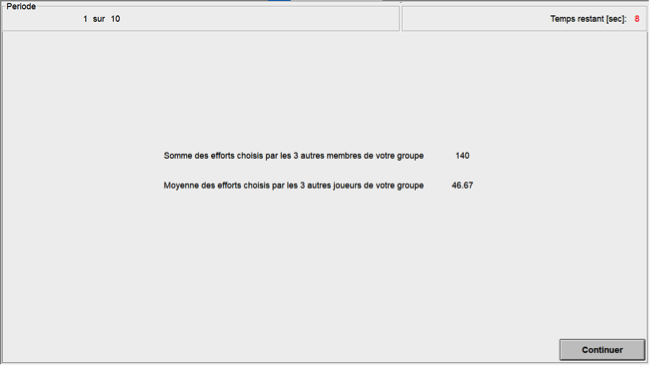 Periode
1 sur 10
Temps restant [sec]: 8
Somme des efforts choisis par les 3 autres membres de votre groupe 140
Moyenne des efforts choisis par les 3 autres joueurs de votre groupe 46.67
Continuer